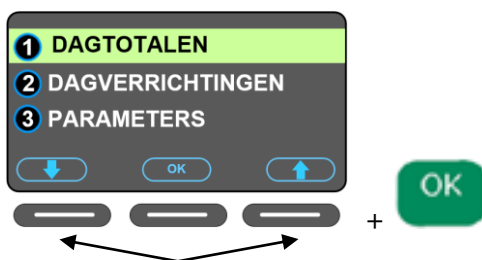 1 DAGTOTALEN
2 DAGVERRICHTINGEN
3 PARAMETERS
OK
+ OK